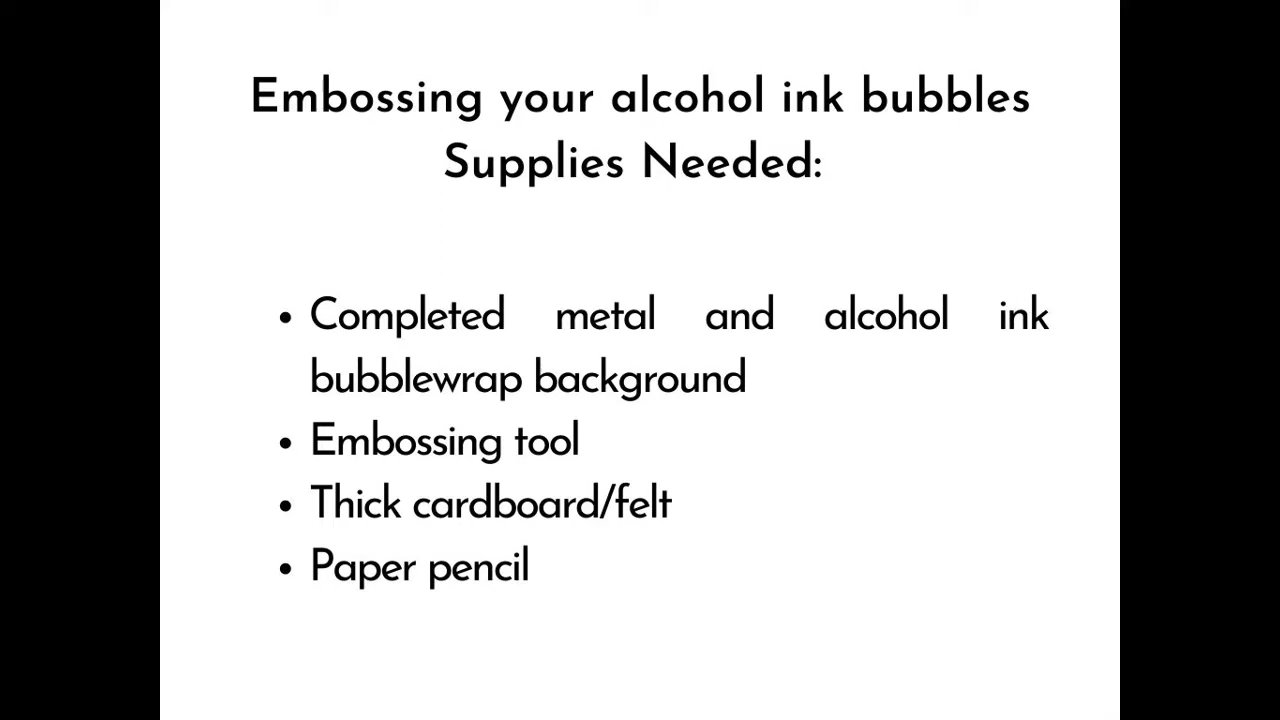 Embossing your alcohol ink bubbles
Supplies Needed:
• Completed metal and alcohol ink
bubblewrap background
• Embossing tool
• Thick cardboard/felt
• Paper pencil